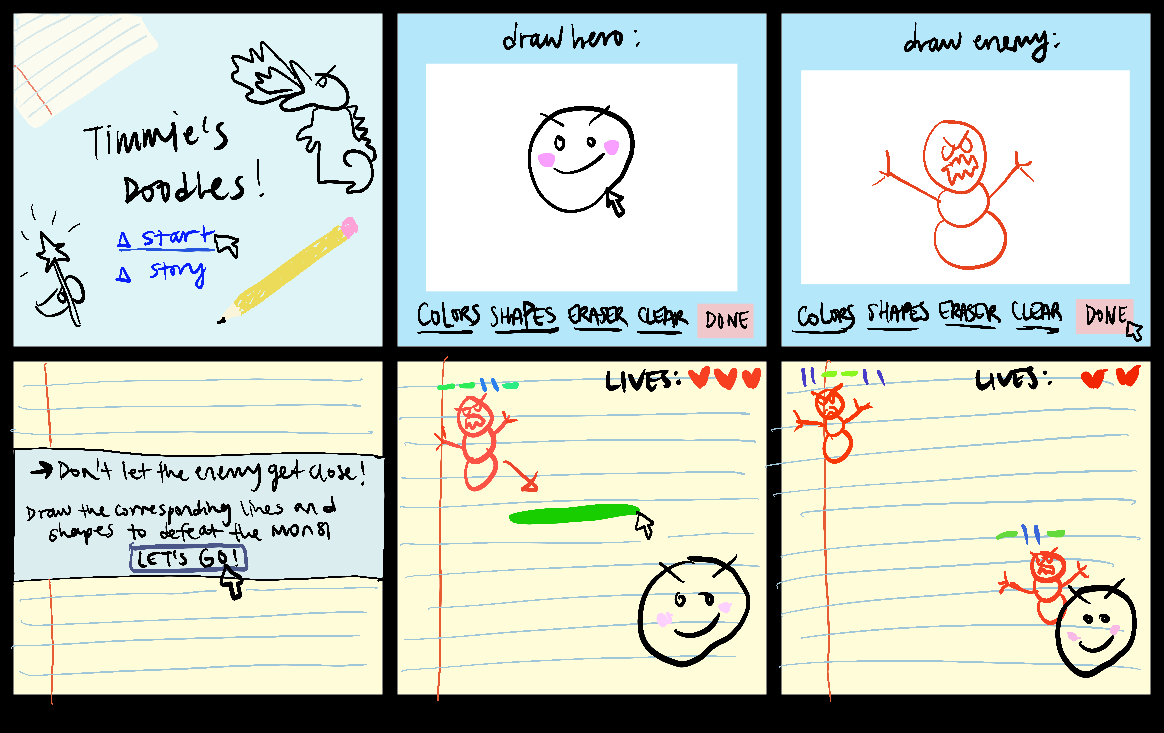 Timmie's
Doodles!
start
story
draw hero:
COLORS SHAPES ERASER CLEAR DONE
draw enemy:
COLORS SHAPES ERASER CLEAR DONE
→ Don't let the enemy get close!
Draw the corresponding lines and
shapes to defeat the
LET'S GO!
LIVES:
LIVES: